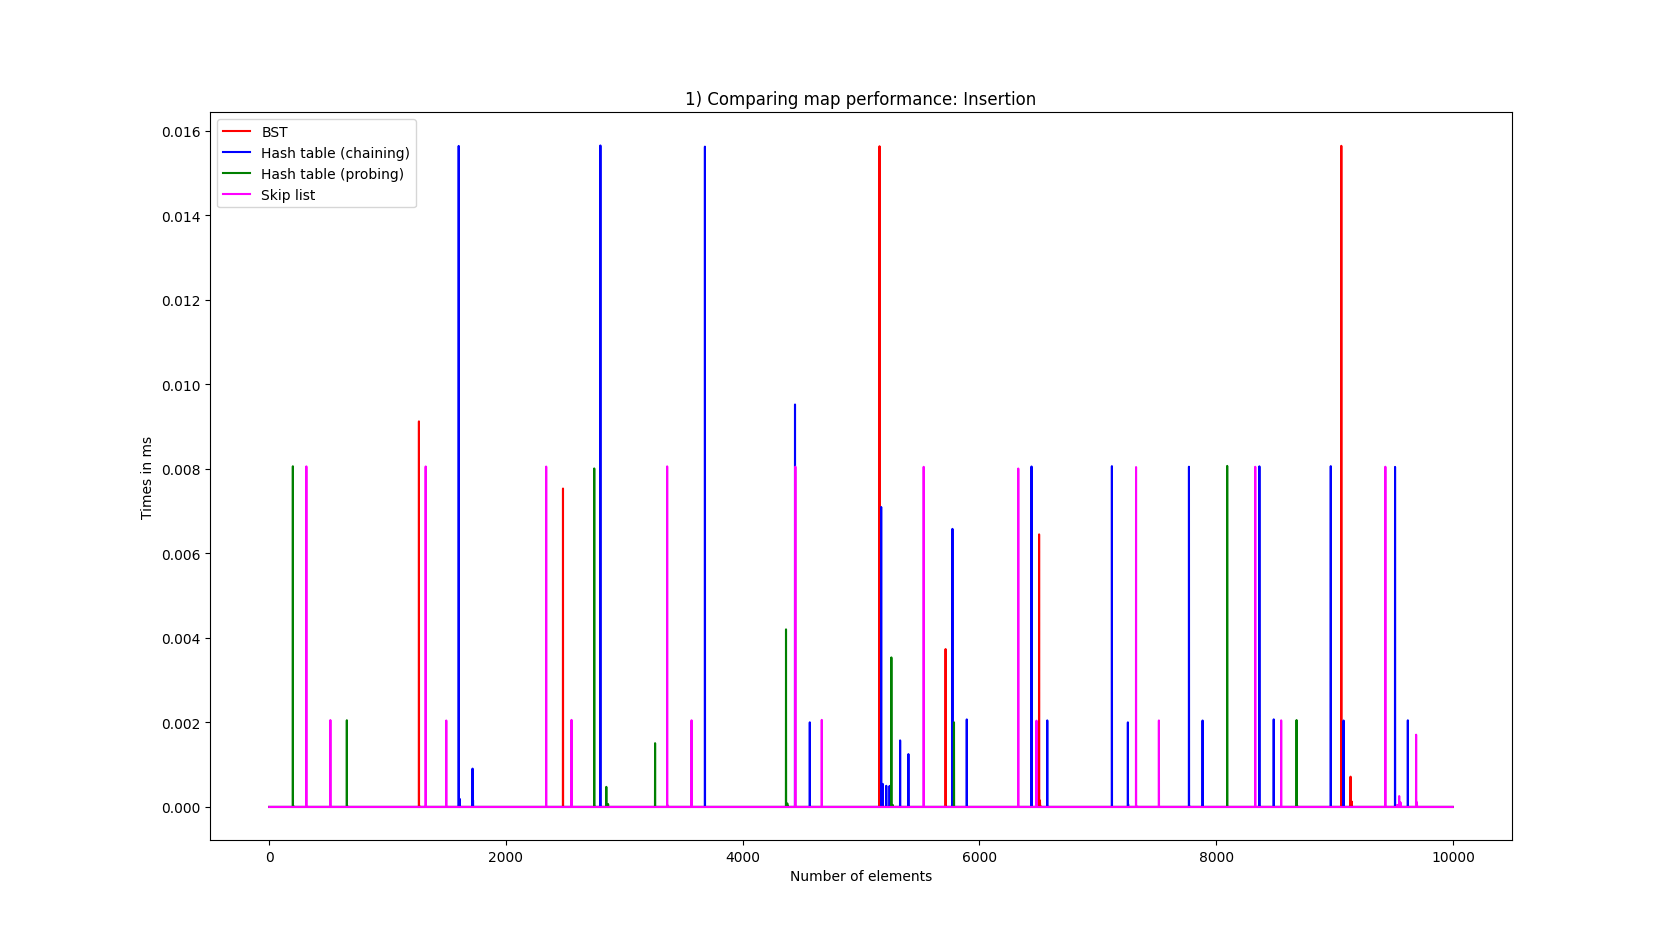 1) Comparing map performance: Insertion
BST
Hash table (chaining)
Hash table (probing)
Skip list
0.016
0.014
0.012
0.010
0.008
0.006
0.004
0.002
0.000
Times in ms
0
2000
4000
6000
8000
10000
Number of elements